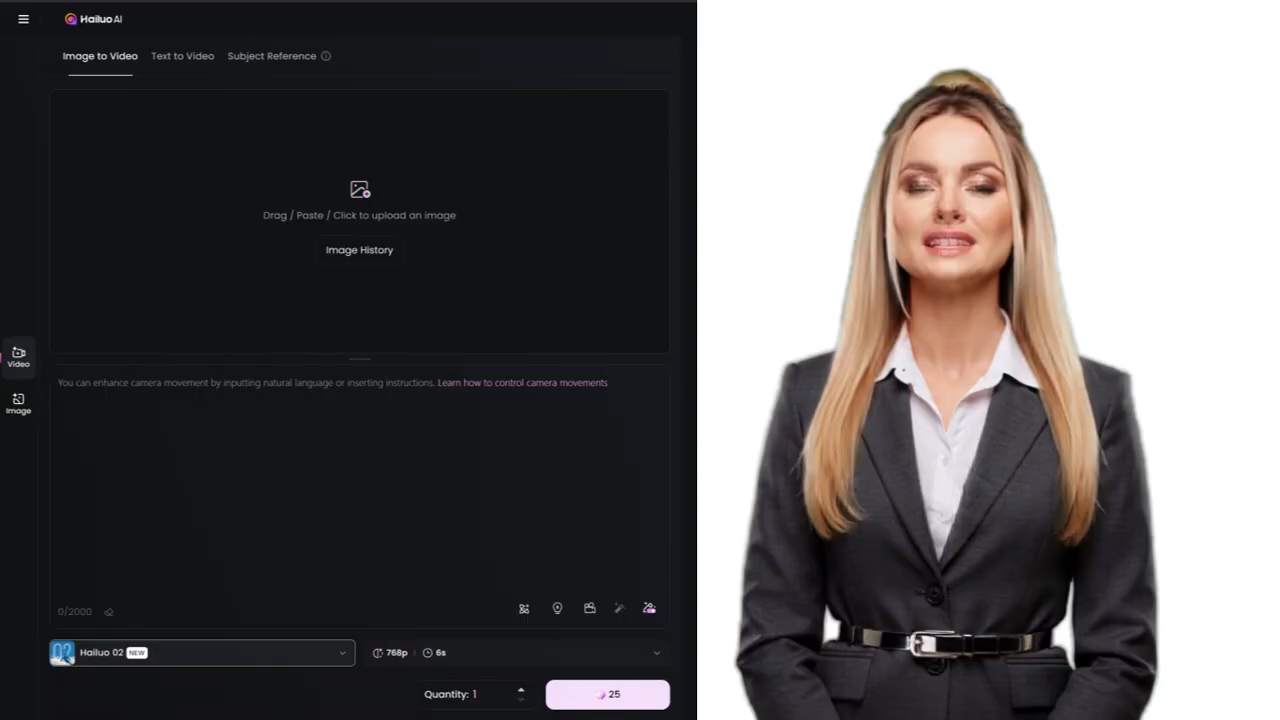 Hailuo AI
Image to Video Text to Video Subject Reference
Drag / Paste / Click to upload an image
Image History
Video
You can enhance camera movement by inputting natural language or inserting instructions. Learn how to control camera movements
Image
0/2000
02 Hailuo 02 NEW 768p 6s
Quantity: 1 25